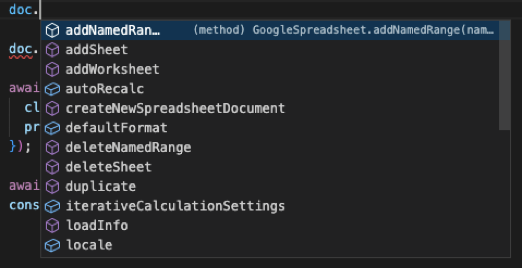 doc.
addNamedRan… (method) GoogleSpreadsheet.addNamedRange(nam…
doc. addSheet
addWorksheet
awai autoRecalc
cl createNewSpreadsheetDocument
pr defaultFormat
}); deleteNamedRange
deleteSheet
awai duplicate
cons iterativeCalculationSettings
loadInfo
locale